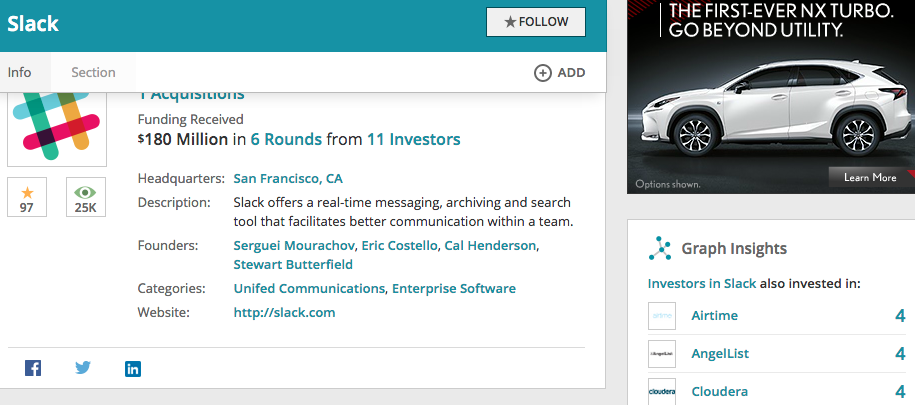 Slack
★ FOLLOW
Info
Section
ADD
1 Acquisitions
Funding Received
$180 Million in 6 Rounds from 11 Investors
97
25K
Headquarters: San Francisco, CA
Description: Slack offers a real-time messaging, archiving and search
tool that facilitates better communication within a team.
Founders: Serguei Mourachov, Eric Costello, Cal Henderson,
Stewart Butterfield
Categories: Unifed Communications, Enterprise Software
Website: http://slack.com
THE FIRST-EVER NX TURBO.
GO BEYOND UTILITY.
Options shown.
Learn More
Graph Insights
Investors in Slack also invested in:
airtime
Airtime 4
AngelList
AngelList 4
cloudera
Cloudera 4